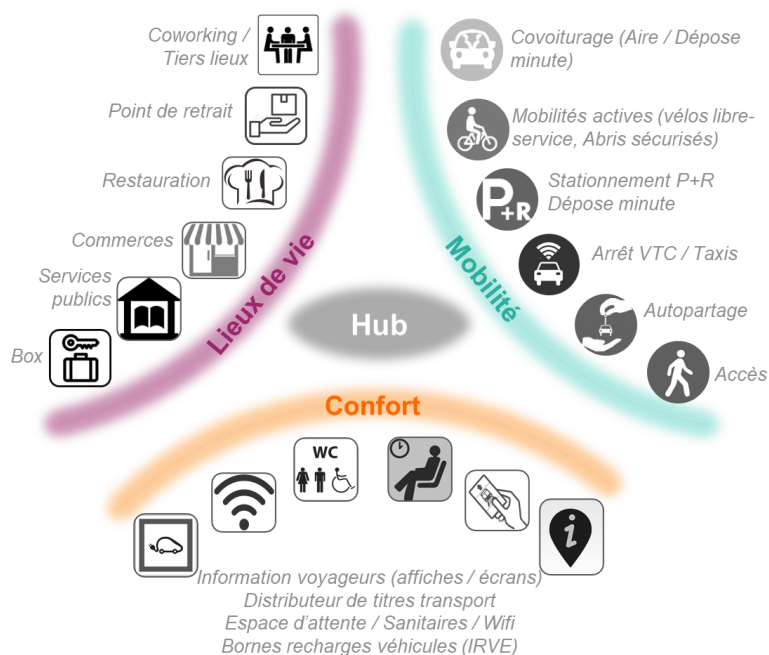 Coworking /
Tiers lieux
Point de retrait
Restauration
Commerces
Services
publics
Box
Lieux de vie
Covoiturage (Aire / Dépose
minute)
Mobilités actives (vélos libre-
service, Abris sécurisés)
P+R
Stationnement P+R
Dépose minute
Arrêt VTC / Taxis
Autopartage
Accès
Mobilité
Hub
Confort
WC
i
Information voyageurs (affiches / écrans)
Distributeur de titres transport
Espace d'attente / Sanitaires / Wifi
Bornes recharges véhicules (IRVE)